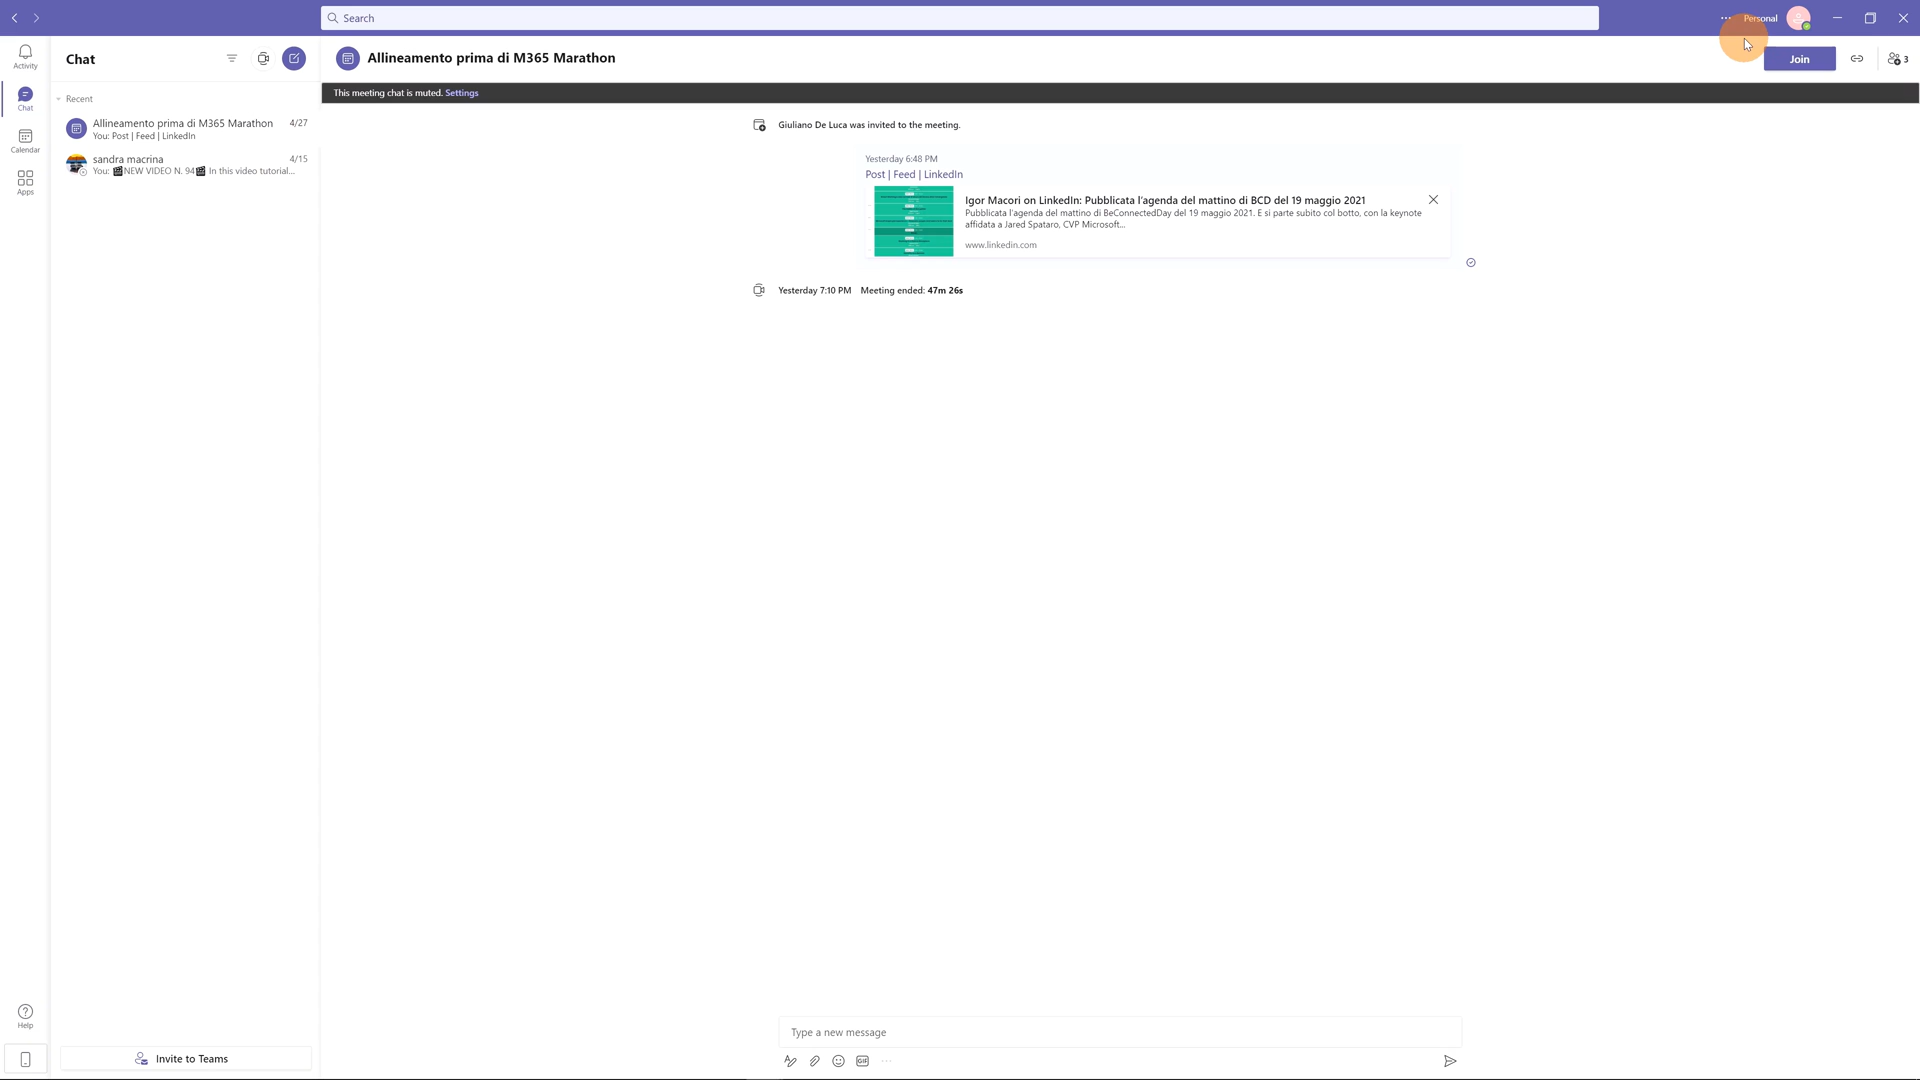 Search
Personal
Activity
Chat
Calendar
Apps
Help
Chat
Recent
Allineamento prima di M365 Marathon 4/27
You: Post | Feed | LinkedIn
sandra macrina 4/15
You: 🎬NEW VIDEO N. 94🎬 In this video tutorial...
Invite to Teams
Allineamento prima di M365 Marathon
Join
3
This meeting chat is muted. Settings
Giuliano De Luca was invited to the meeting.
Yesterday 6:48 PM
Post | Feed | LinkedIn
Igor Macori on LinkedIn: Pubblicata l'agenda del mattino di BCD del 19 maggio 2021
Pubblicata l'agenda del mattino di BeConnectedDay del 19 maggio 2021. E si parte subito col botto, con la keynote
affidata a Jared Spataro, CVP Microsoft...
www.linkedin.com
Yesterday 7:10 PM Meeting ended: 47m 26s
Type a new message
GIF